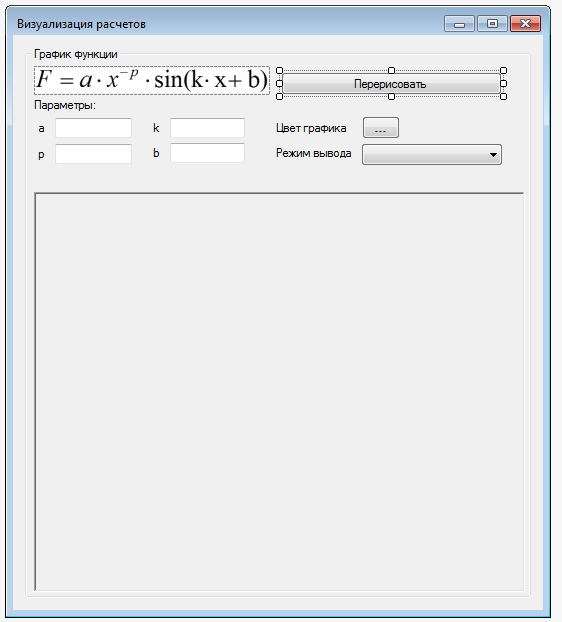 Визуализация расчетов
График функции
F = a · x^{-p} · sin(k· x+ b)
Перерисовать
Параметры:
a k Цвет графика ...
p b Режим вывода